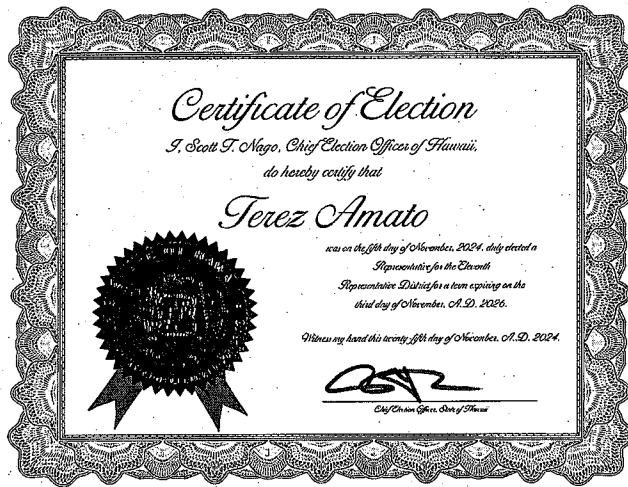 Certificate of Election
I, Scott T. Nago, Chief Election Officer of Hawaii,
do hereby certify that
Terez Amato
was on the fifth day of November, 2024, duly elected a
Representative for the Eleventh
Representative District for a term expiring on the
third day of November, A.D. 2026.
Witness my hand this twenty-fifth day of November, A.D. 2024.
Chief Election Officer, State of Hawaii